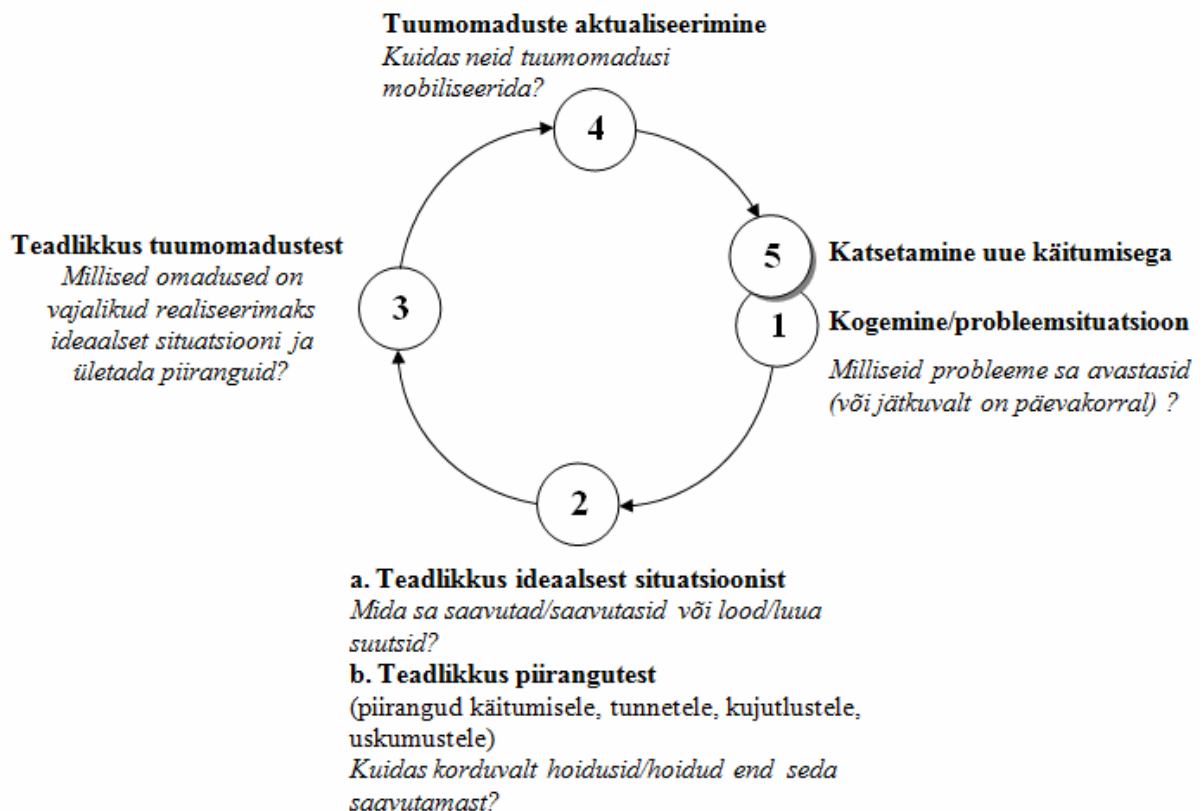 Tuumomaduste aktualiseerimine
Kuidas neid tuumomadusi
mobiliseerida?
4
5
Katsetamine uue käitumisega
Teadlikkus tuumomadustest
Millised omadused on
vajalikud realiseerimaks
ideaalset situatsiooni ja
ületada piiranguid?
3
1
Kogemine/probleemsituatsioon
Milliseid probleeme sa avastasid
(või jätkuvalt on päevakorral) ?
2
a. Teadlikkus ideaalsest situatsioonist
Mida sa saavutad/saavutasid või lood/luua
suutsid?
b. Teadlikkus piirangutest
(piirangud käitumisele, tunnetele, kujutlustele,
uskumustele)
Kuidas korduvalt hoidusid/hoidud end seda
saavutamast?